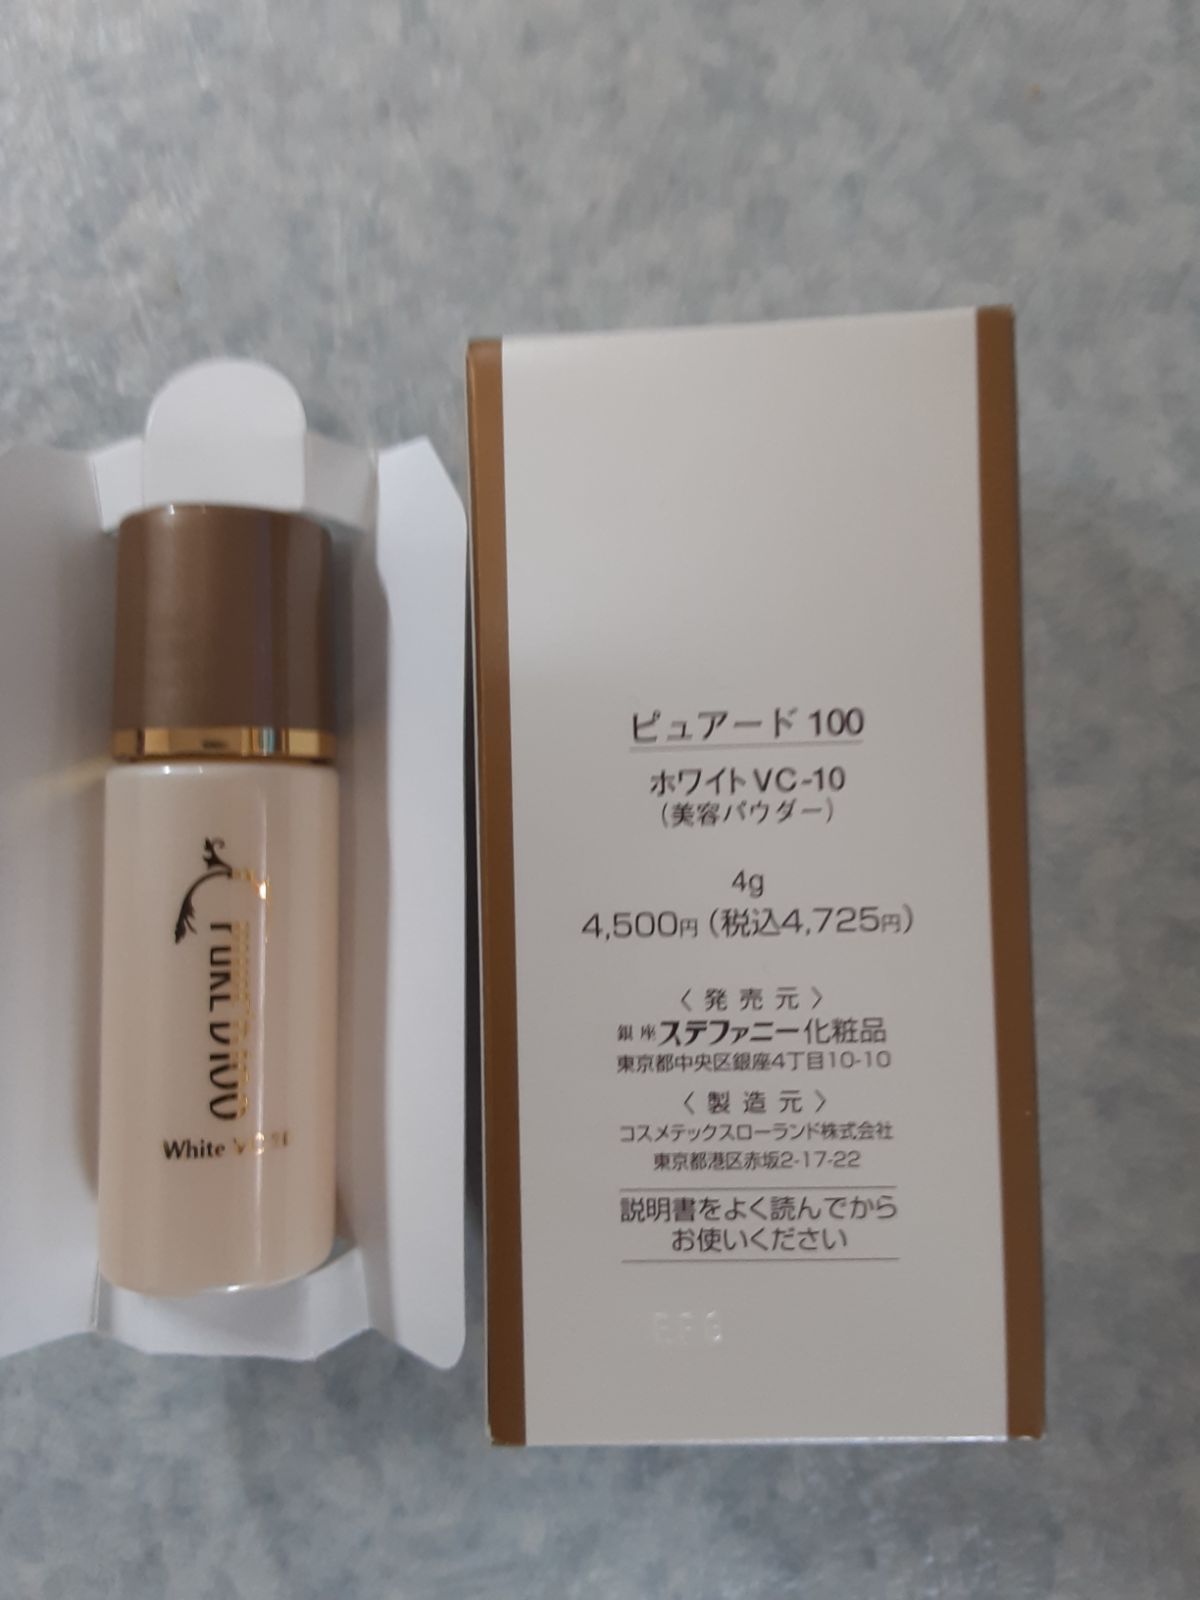 White
ピュアード 100
ホワイトVC-10
(美容パウダー)
4g
4,500円(税込4,725円)
〈発売元〉
銀座ステファニー化粧品
東京都中央区銀座4丁目10-10
〈製造元〉
コスメテックスローランド株式会社
東京都港区赤坂2-17-22
説明書をよく読んでから
お使いください